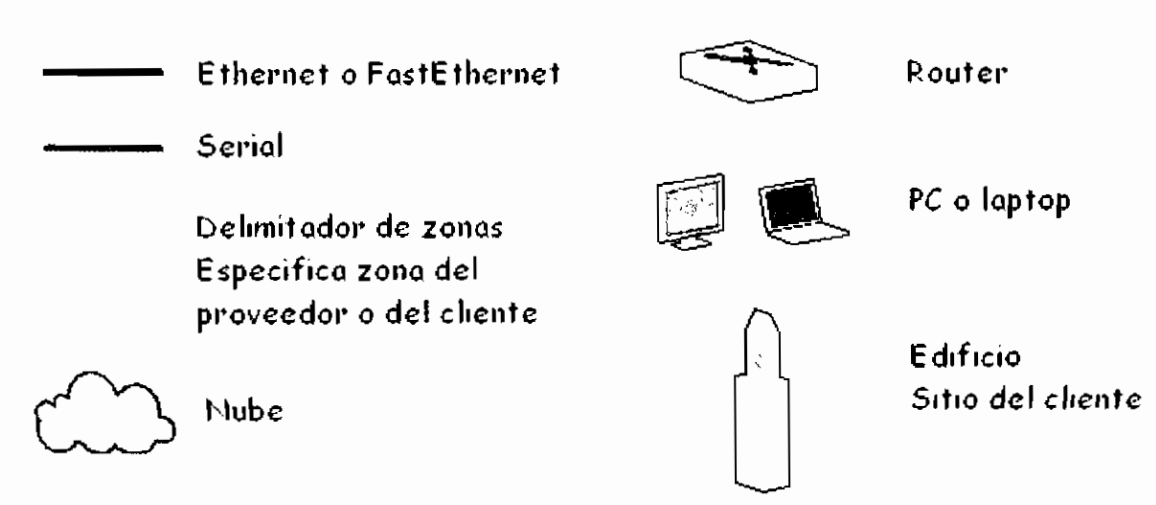 Ethernet o FastEthernet
Serial
Delimitador de zonas
Especifica zona del
proveedor o del cliente
Nube
Router
PC o laptop
Edificio
Sitio del cliente